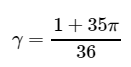 γ = (1 + 35π)/36